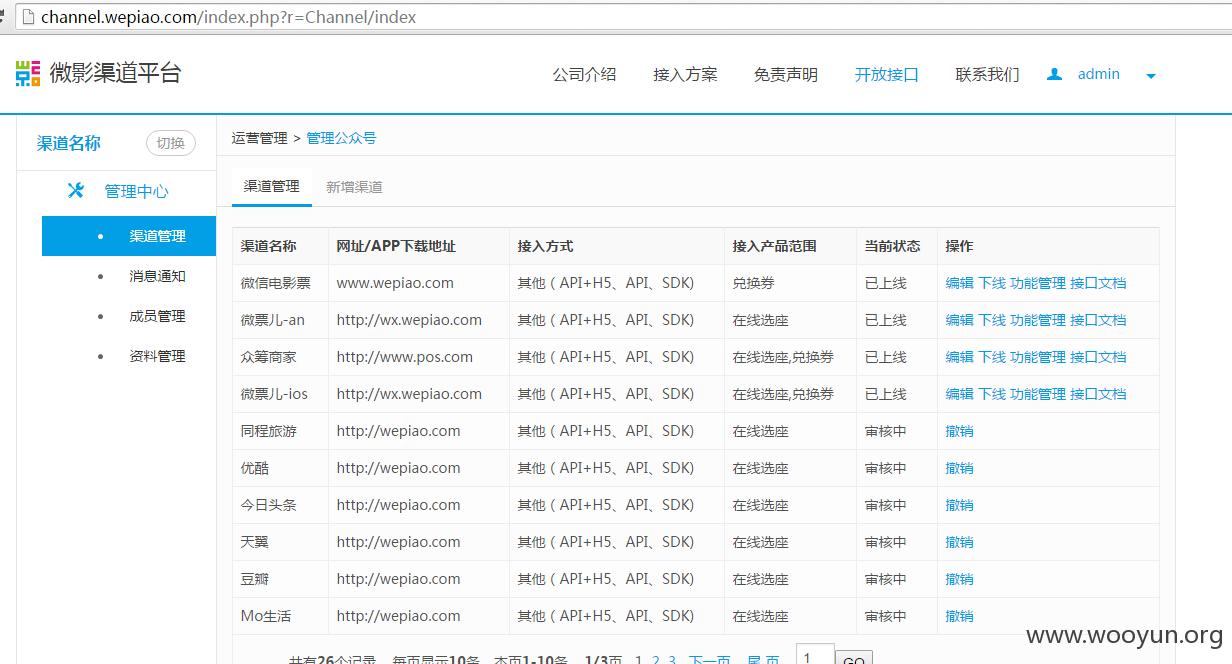 channel.wepiao.com/index.php?r=Channel/index
微影渠道平台 公司介绍 接入方案 免责声明 开放接口 联系我们 admin
渠道名称 切换 运营管理 > 管理公众号
管理中心 渠道管理 新增渠道
渠道管理
消息通知
成员管理
资料管理
渠道名称 网址/APP下载地址 接入方式 接入产品范围 当前状态 操作
微信电影票 www.wepiao.com 其他（API+H5、API、SDK) 兑换券 已上线 编辑 下线 功能管理 接口文档
微票儿-an http://wx.wepiao.com 其他（API+H5、API、SDK) 在线选座 已上线 编辑 下线 功能管理 接口文档
众筹商家 http://www.pos.com 其他（API+H5、API、SDK) 在线选座,兑换券 已上线 编辑 下线 功能管理 接口文档
微票儿-ios http://wx.wepiao.com 其他（API+H5、API、SDK) 在线选座,兑换券 已上线 编辑 下线 功能管理 接口文档
同程旅游 http://wepiao.com 其他（API+H5、API、SDK) 在线选座 审核中 撤销
优酷 http://wepiao.com 其他（API+H5、API、SDK) 在线选座 审核中 撤销
今日头条 http://wepiao.com 其他（API+H5、API、SDK) 在线选座 审核中 撤销
天翼 http://wepiao.com 其他（API+H5、API、SDK) 在线选座 审核中 撤销
豆瓣 http://wepiao.com 其他（API+H5、API、SDK) 在线选座 审核中 撤销
Mo生活 http://wepiao.com 其他（API+H5、API、SDK) 在线选座 审核中 撤销
共有26个记录 每页显示10条 本页1-10条 1/3页 1 2 3 下一页 尾页 1 GO
www.wooyun.org